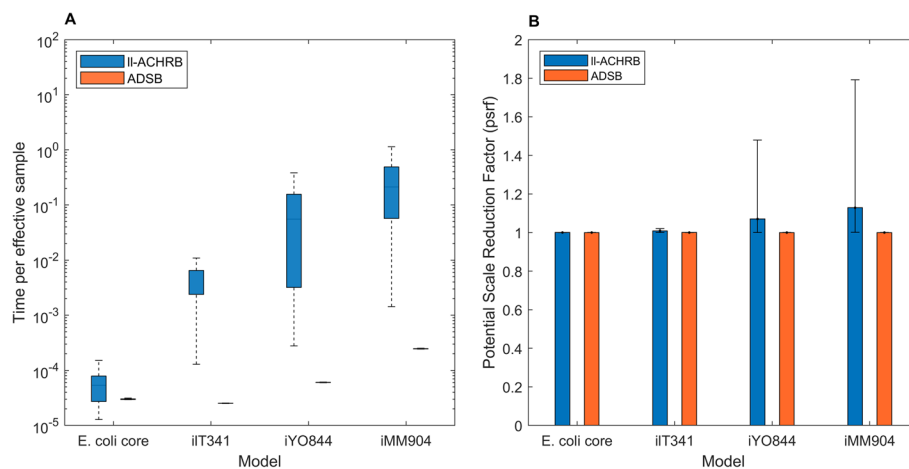 A
Time per effective sample
10^2
10^1
10^0
10^-1
10^-2
10^-3
10^-4
10^-5
ll-ACHRB
ADSB
E. coli core
iIT341
iYO844
iMM904
Model
B
Potential Scale Reduction Factor (psrf)
2
1.8
1.6
1.4
1.2
1
0.8
0.6
0.4
0.2
0
ll-ACHRB
ADSB
E. coli core
iIT341
iYO844
iMM904
Model